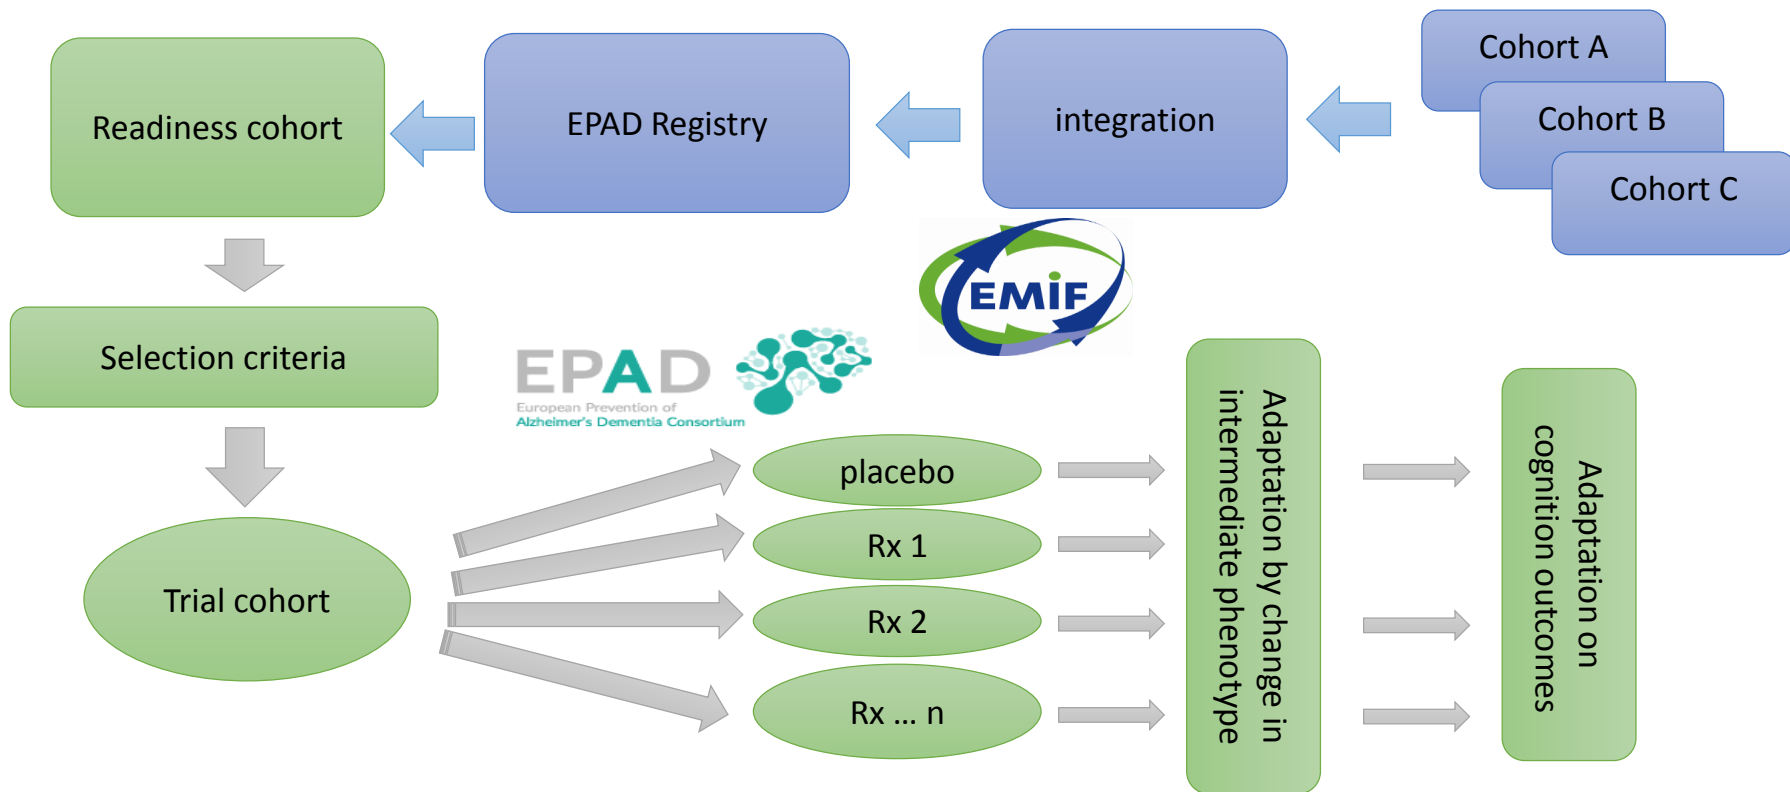 Readiness cohort
EPAD Registry
integration
Cohort A
Cohort B
Cohort C
EMiF
Selection criteria
EPAD
European Prevention of
Alzheimer's Dementia Consortium
Trial cohort
placebo
Rx 1
Rx 2
Rx ... n
Adaptation by change in
intermediate phenotype
Adaptation on
cognition outcomes